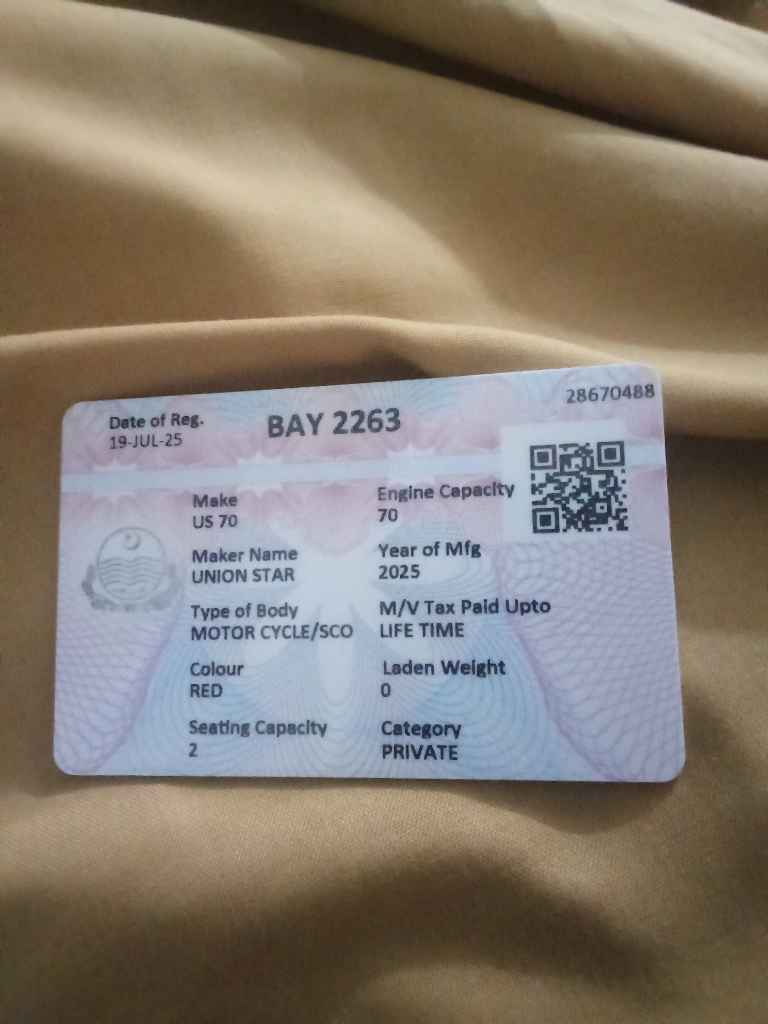 28670488
Date of Reg.
19-JUL-25
BAY 2263
Make
US 70
Engine Capacity
70
Maker Name
UNION STAR
Year of Mfg
2025
Type of Body
MOTOR CYCLE/SCO
M/V Tax Paid Upto
LIFE TIME
Colour
RED
Laden Weight
0
Seating Capacity
2
Category
PRIVATE